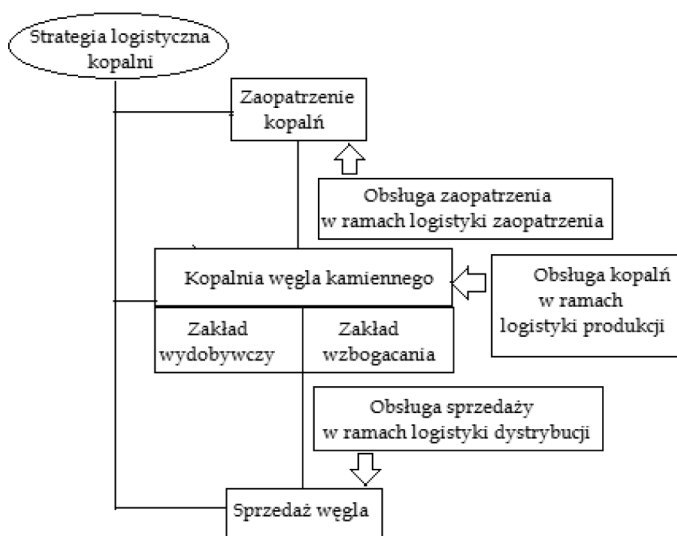 Strategia logistyczna
kopalni
Zaopatrzenie
kopalń
Obsługa zaopatrzenia
w ramach logistyki zaopatrzenia
Kopalnia węgla kamiennego
Obsługa kopalń
w ramach
logistyki produkcji
Zakład
wydobywczy
Zakład
wzbogacania
Obsługa sprzedaży
w ramach logistyki dystrybucji
Sprzedaż węgla